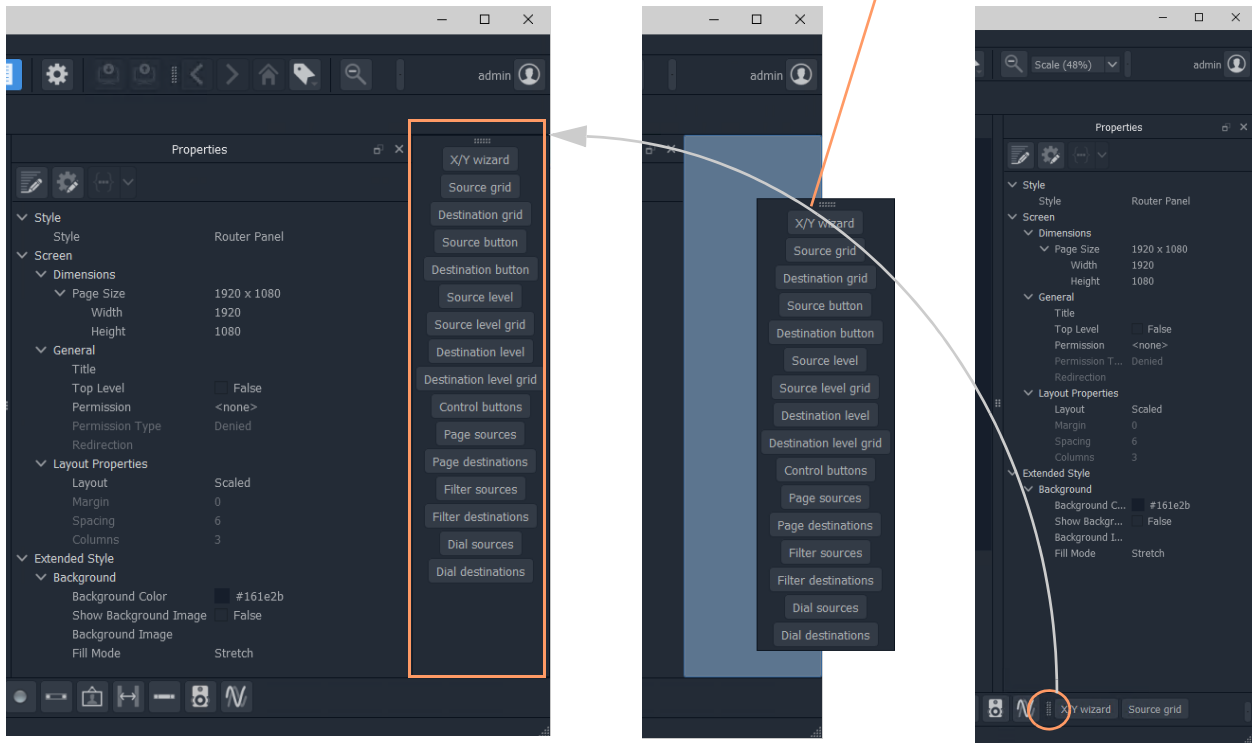 admin
Properties
Style
Style Router Panel
Screen
Dimensions
Page Size 1920 x 1080
Width 1920
Height 1080
General
Title
Top Level False
Permission <none>
Permission Type Denied
Redirection
Layout Properties
Layout Scaled
Margin 0
Spacing 6
Columns 3
Extended Style
Background
Background Color #161e2b
Show Background Image False
Background Image
Fill Mode Stretch
X/Y wizard
Source grid
Destination grid
Source button
Destination button
Source level
Source level grid
Destination level
Destination level grid
Control buttons
Page sources
Page destinations
Filter sources
Filter destinations
Dial sources
Dial destinations
admin
X/Y wizard
Source grid
Destination grid
Source button
Destination button
Source level
Source level grid
Destination level
Destination level grid
Control buttons
Page sources
Page destinations
Filter sources
Filter destinations
Dial sources
Dial destinations
Scale (48%) admin
Properties
Style
Style Router Panel
Screen
Dimensions
Page Size 1920 x 1080
Width 1920
Height 1080
General
Title
Top Level False
Permission <none>
Permission T... Denied
Redirection
Layout Properties
Layout Scaled
Margin 0
Spacing 6
Columns 3
Extended Style
Background
Background C... #161e2b
Show Backgr... False
Background I...
Fill Mode Stretch
X/Y wizard Source grid